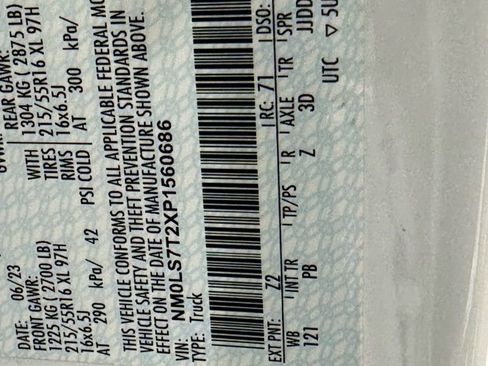 DATE: 06/23
FRONT GAWR: REAR GAWR:
1225 KG (2700 LB) WITH 1304 KG (2875 LB)
215/55R16 XL 97H TIRES 215/55R16 XL 97H
16x6.5J RIMS 16x6.5J
AT 290 kPa/ 42 PSI COLD AT 300 kPa/
THIS VEHICLE CONFORMS TO ALL APPLICABLE FEDERAL MO
VEHICLE SAFETY AND THEFT PREVENTION STANDARDS IN
EFFECT ON THE DATE OF MANUFACTURE SHOWN ABOVE.
VIN: NM0LS7T2XP1560686
TYPE: Truck
EXT PNT: Z2 RC: 71 DSO:
WB INT TR TP/PS R AXLE TR SPR
121 PB Z 3D JJDD
UTC ▽ 5U